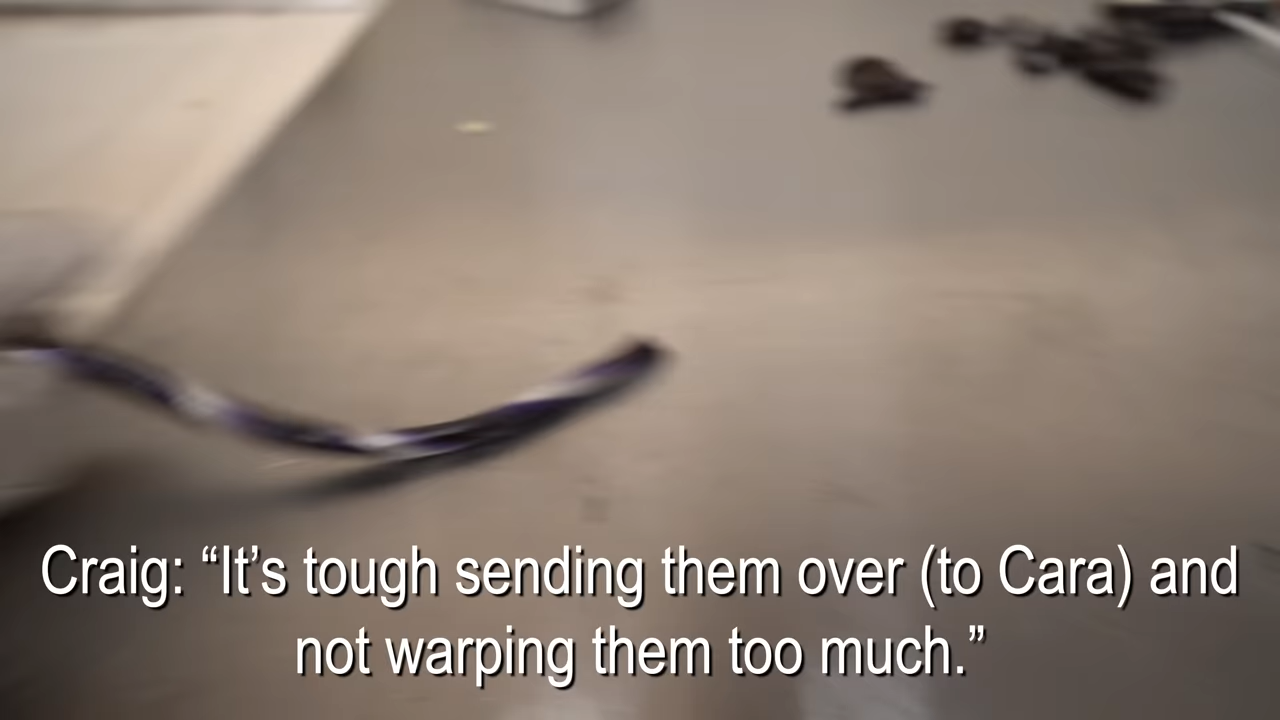 Craig: “It’s tough sending them over (to Cara) and
not warping them too much.”